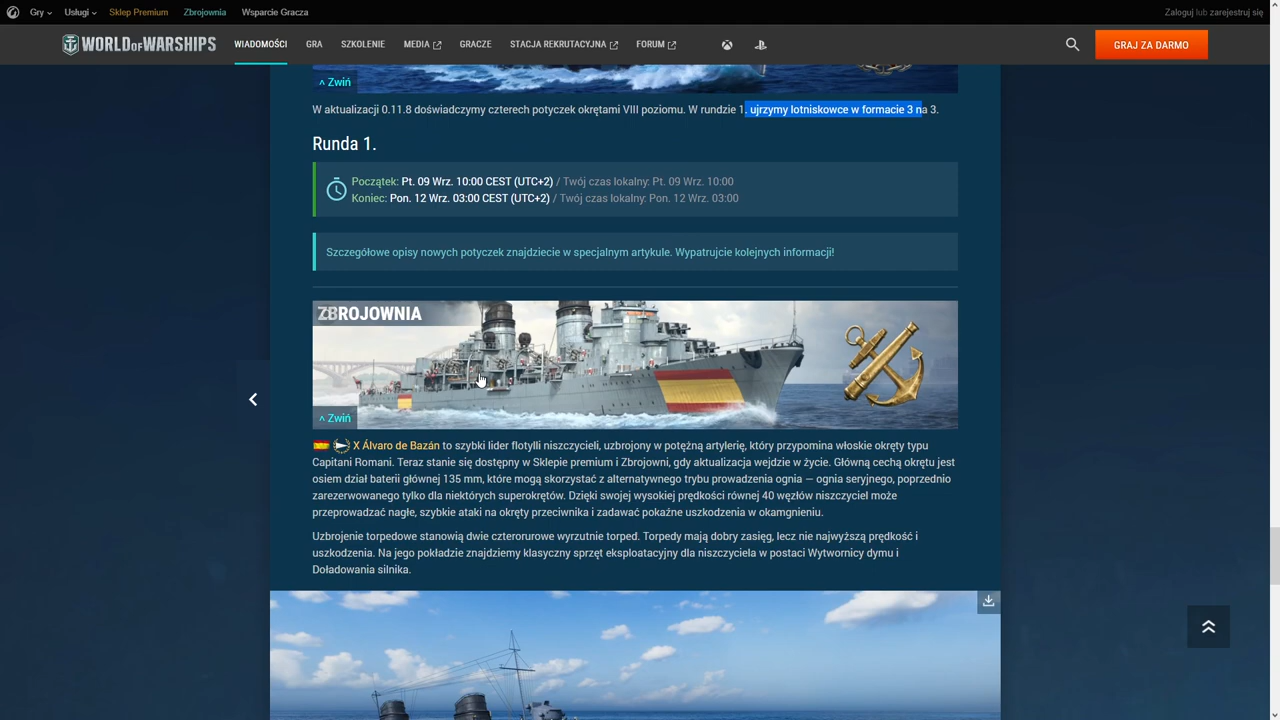 Gry
Usługi
Sklep Premium
Zbrojownia
Wsparcie Gracza
Zaloguj lub zarejestruj się
WORLD OF WARSHIPS
WIADOMOŚCI
GRA
SZKOLENIE
MEDIA
GRACZE
STACJA REKRUTACYJNA
FORUM
GRAJ ZA DARMO
^ Zwiń
W aktualizacji 0.11.8 doświadczymy czterech potyczek okrętami VIII poziomu. W rundzie 1. ujrzymy lotniskowce w formacie 3 na 3.
Runda 1.
Początek: Pt. 09 Wrz. 10:00 CEST (UTC+2) / Twój czas lokalny: Pt. 09 Wrz. 10:00
Koniec: Pon. 12 Wrz. 03:00 CEST (UTC+2) / Twój czas lokalny: Pon. 12 Wrz. 03:00
Szczegółowe opisy nowych potyczek znajdziecie w specjalnym artykule. Wypatrujcie kolejnych informacji!
ZBROJOWNIA
^ Zwiń
X Álvaro de Bazán to szybki lider flotylli niszczycieli, uzbrojony w potężną artylerię, który przypomina włoskie okręty typu
Capitani Romani. Teraz stanie się dostępny w Sklepie premium i Zbrojowni, gdy aktualizacja wejdzie w życie. Główną cechą okrętu jest
osiem dział baterii głównej 135 mm, które mogą skorzystać z alternatywnego trybu prowadzenia ognia — ognia seryjnego, poprzednio
zarezerwowanego tylko dla niektórych superokrętów. Dzięki swojej wysokiej prędkości równej 40 węzłów niszczyciel może
przeprowadzać nagłe, szybkie ataki na okręty przeciwnika i zadawać pokaźne uszkodzenia w okamgnieniu.
Uzbrojenie torpedowe stanowią dwie czterorurowe wyrzutnie torped. Torpedy mają dobry zasięg, lecz nie najwyższą prędkość i
uszkodzenia. Na jego pokładzie znajdziemy klasyczny sprzęt eksploatacyjny dla niszczyciela w postaci Wytwornicy dymu i
Doładowania silnika.